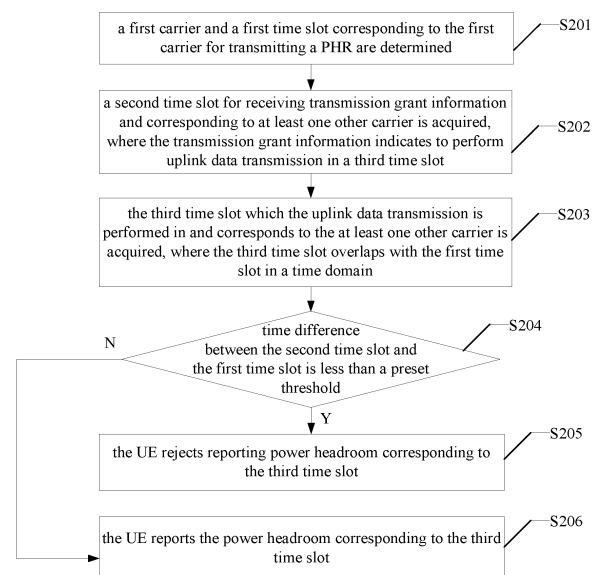 a first carrier and a first time slot corresponding to the first
carrier for transmitting a PHR are determined
S201
a second time slot for receiving transmission grant information
and corresponding to at least one other carrier is acquired,
where the transmission grant information indicates to perform
uplink data transmission in a third time slot
S202
the third time slot which the uplink data transmission is
performed in and corresponds to the at least one other carrier is
acquired, where the third time slot overlaps with the first time
slot in a time domain
S203
time difference
between the second time slot and
the first time slot is less than a preset
threshold
S204
N
Y
the UE rejects reporting power headroom corresponding to
the third time slot
S205
the UE reports the power headroom corresponding to the third
time slot
S206